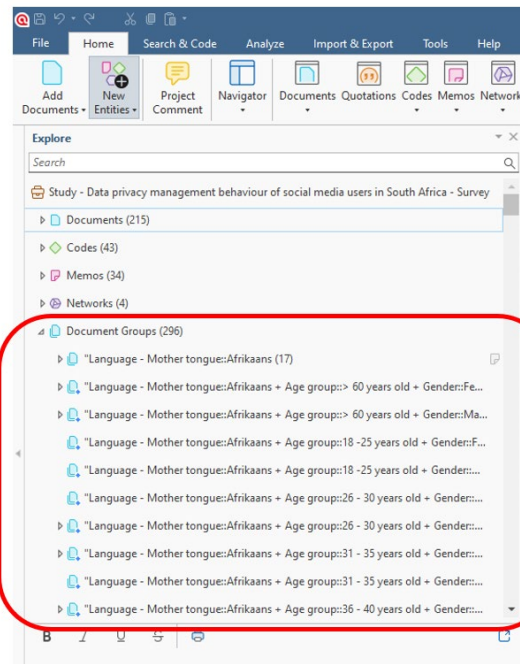 File Home Search & Code Analyze Import & Export Tools Help
Add Documents New Entities Project Comment Navigator Documents Quotations Codes Memos Network
Explore
Search
Study - Data privacy management behaviour of social media users in South Africa - Survey
Documents (215)
Codes (43)
Memos (34)
Networks (4)
Document Groups (296)
"Language - Mother tongue::Afrikaans (17)
"Language - Mother tongue::Afrikaans + Age group::> 60 years old + Gender::Fe...
"Language - Mother tongue::Afrikaans + Age group::> 60 years old + Gender::Ma...
"Language - Mother tongue::Afrikaans + Age group::18 -25 years old + Gender::F...
"Language - Mother tongue::Afrikaans + Age group::18 -25 years old + Gender::...
"Language - Mother tongue::Afrikaans + Age group::26 - 30 years old + Gender::...
"Language - Mother tongue::Afrikaans + Age group::26 - 30 years old + Gender::...
"Language - Mother tongue::Afrikaans + Age group::31 - 35 years old + Gender::...
"Language - Mother tongue::Afrikaans + Age group::31 - 35 years old + Gender::...
"Language - Mother tongue::Afrikaans + Age group::36 - 40 years old + Gender::...
B I U S